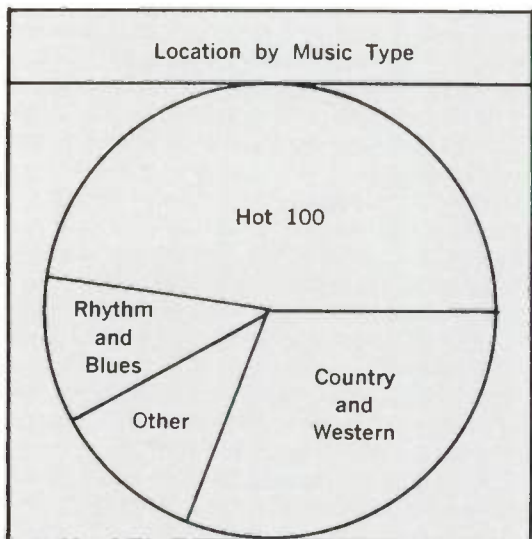 Location by Music Type
Hot 100
Rhythm
and
Blues
Other
Country
and
Western